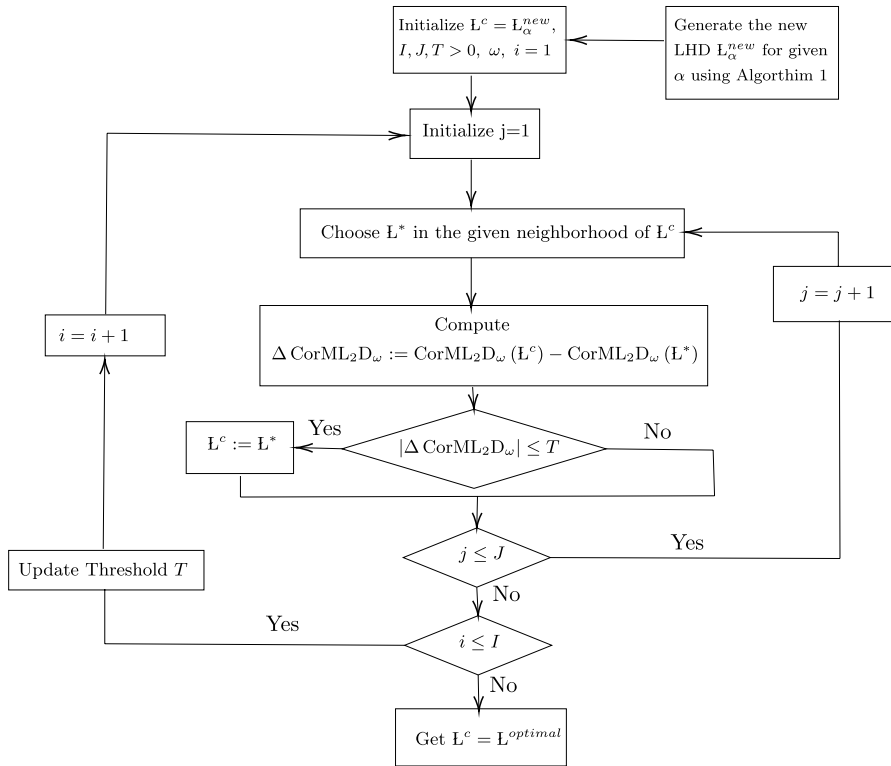 Initialize Ł^c = Ł_α^{new},
I, J, T > 0, ω, i = 1
Generate the new
LHD Ł_α^{new} for given
α using Algorthim 1
Initialize j=1
Choose Ł* in the given neighborhood of Ł^c
j = j + 1
i = i + 1
Compute
Δ CorML₂D_ω := CorML₂D_ω (Ł^c) − CorML₂D_ω (Ł*)
Yes
No
Ł^c := Ł*
|Δ CorML₂D_ω| ≤ T
j ≤ J
Yes
Update Threshold T
No
Yes
i ≤ I
No
Get Ł^c = Ł^{optimal}